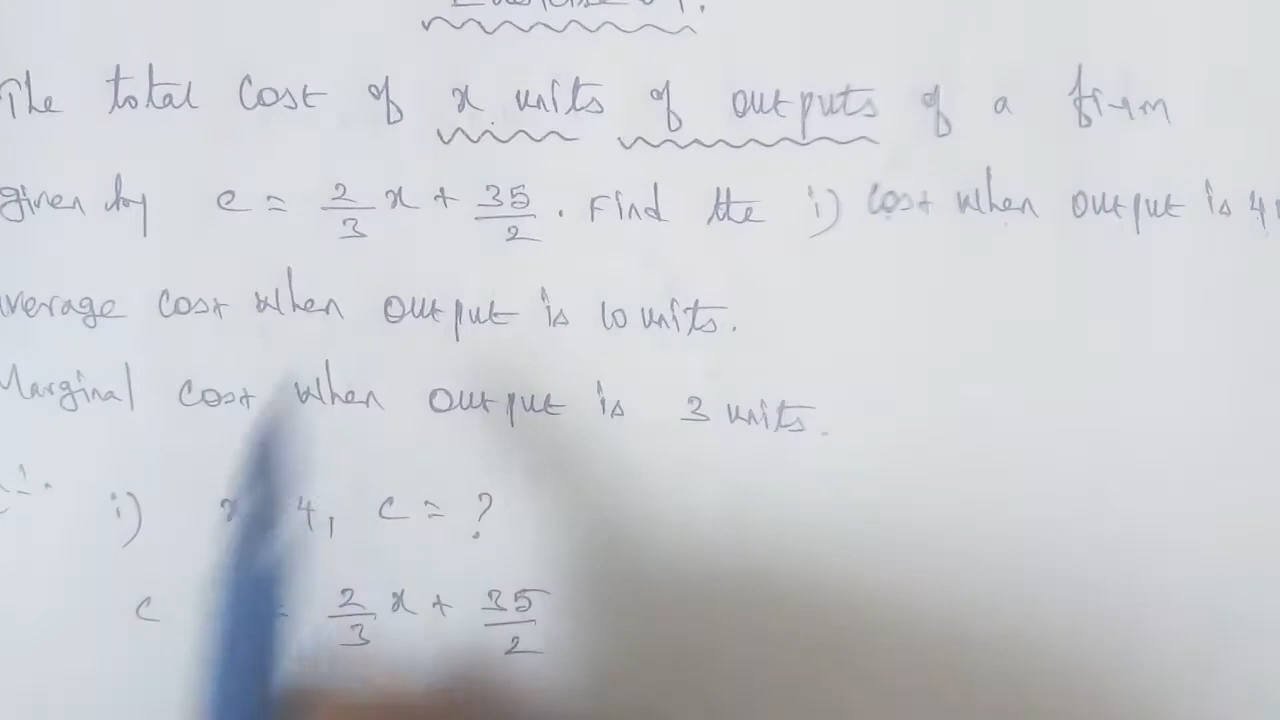 The total cost of x units of outputs of a firm
given by c = 2/3 x + 35/2 . Find the i) cost when output is 4
average cost when output is 10 units.
Marginal cost when output is 3 units.
i) x 4, c = ?
c = 2/3 x + 35/2